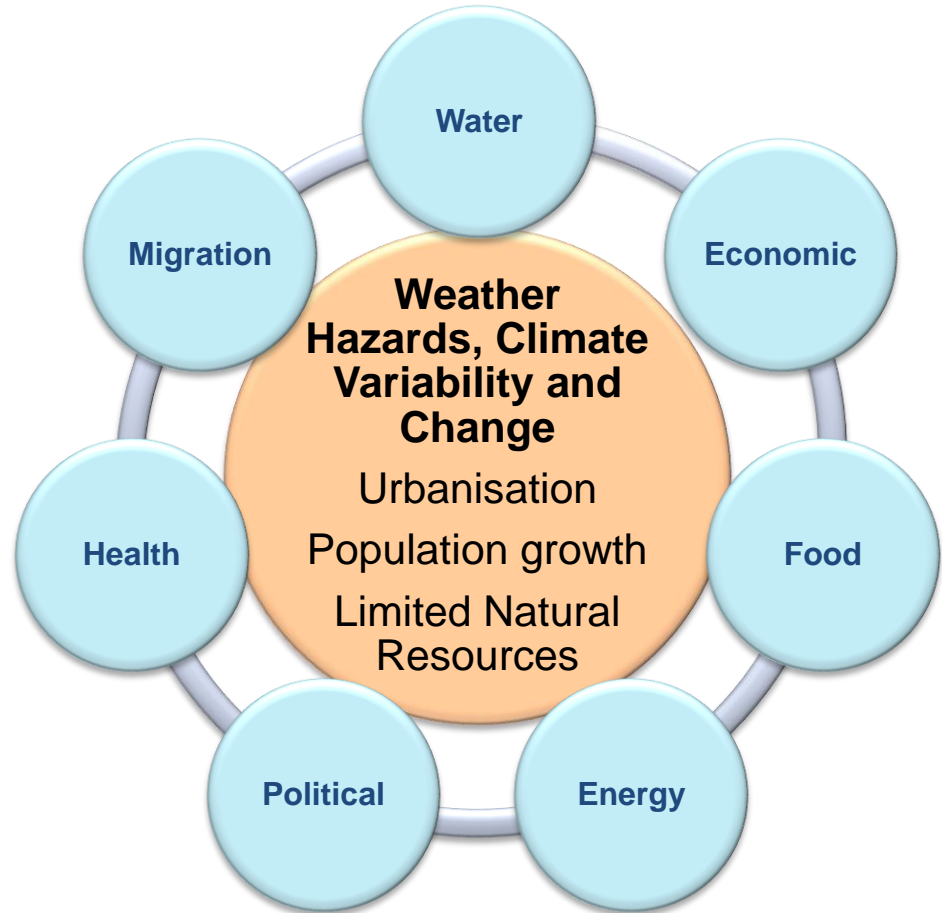 Water
Economic
Food
Energy
Political
Health
Migration
Weather
Hazards, Climate
Variability and
Change
Urbanisation
Population growth
Limited Natural
Resources